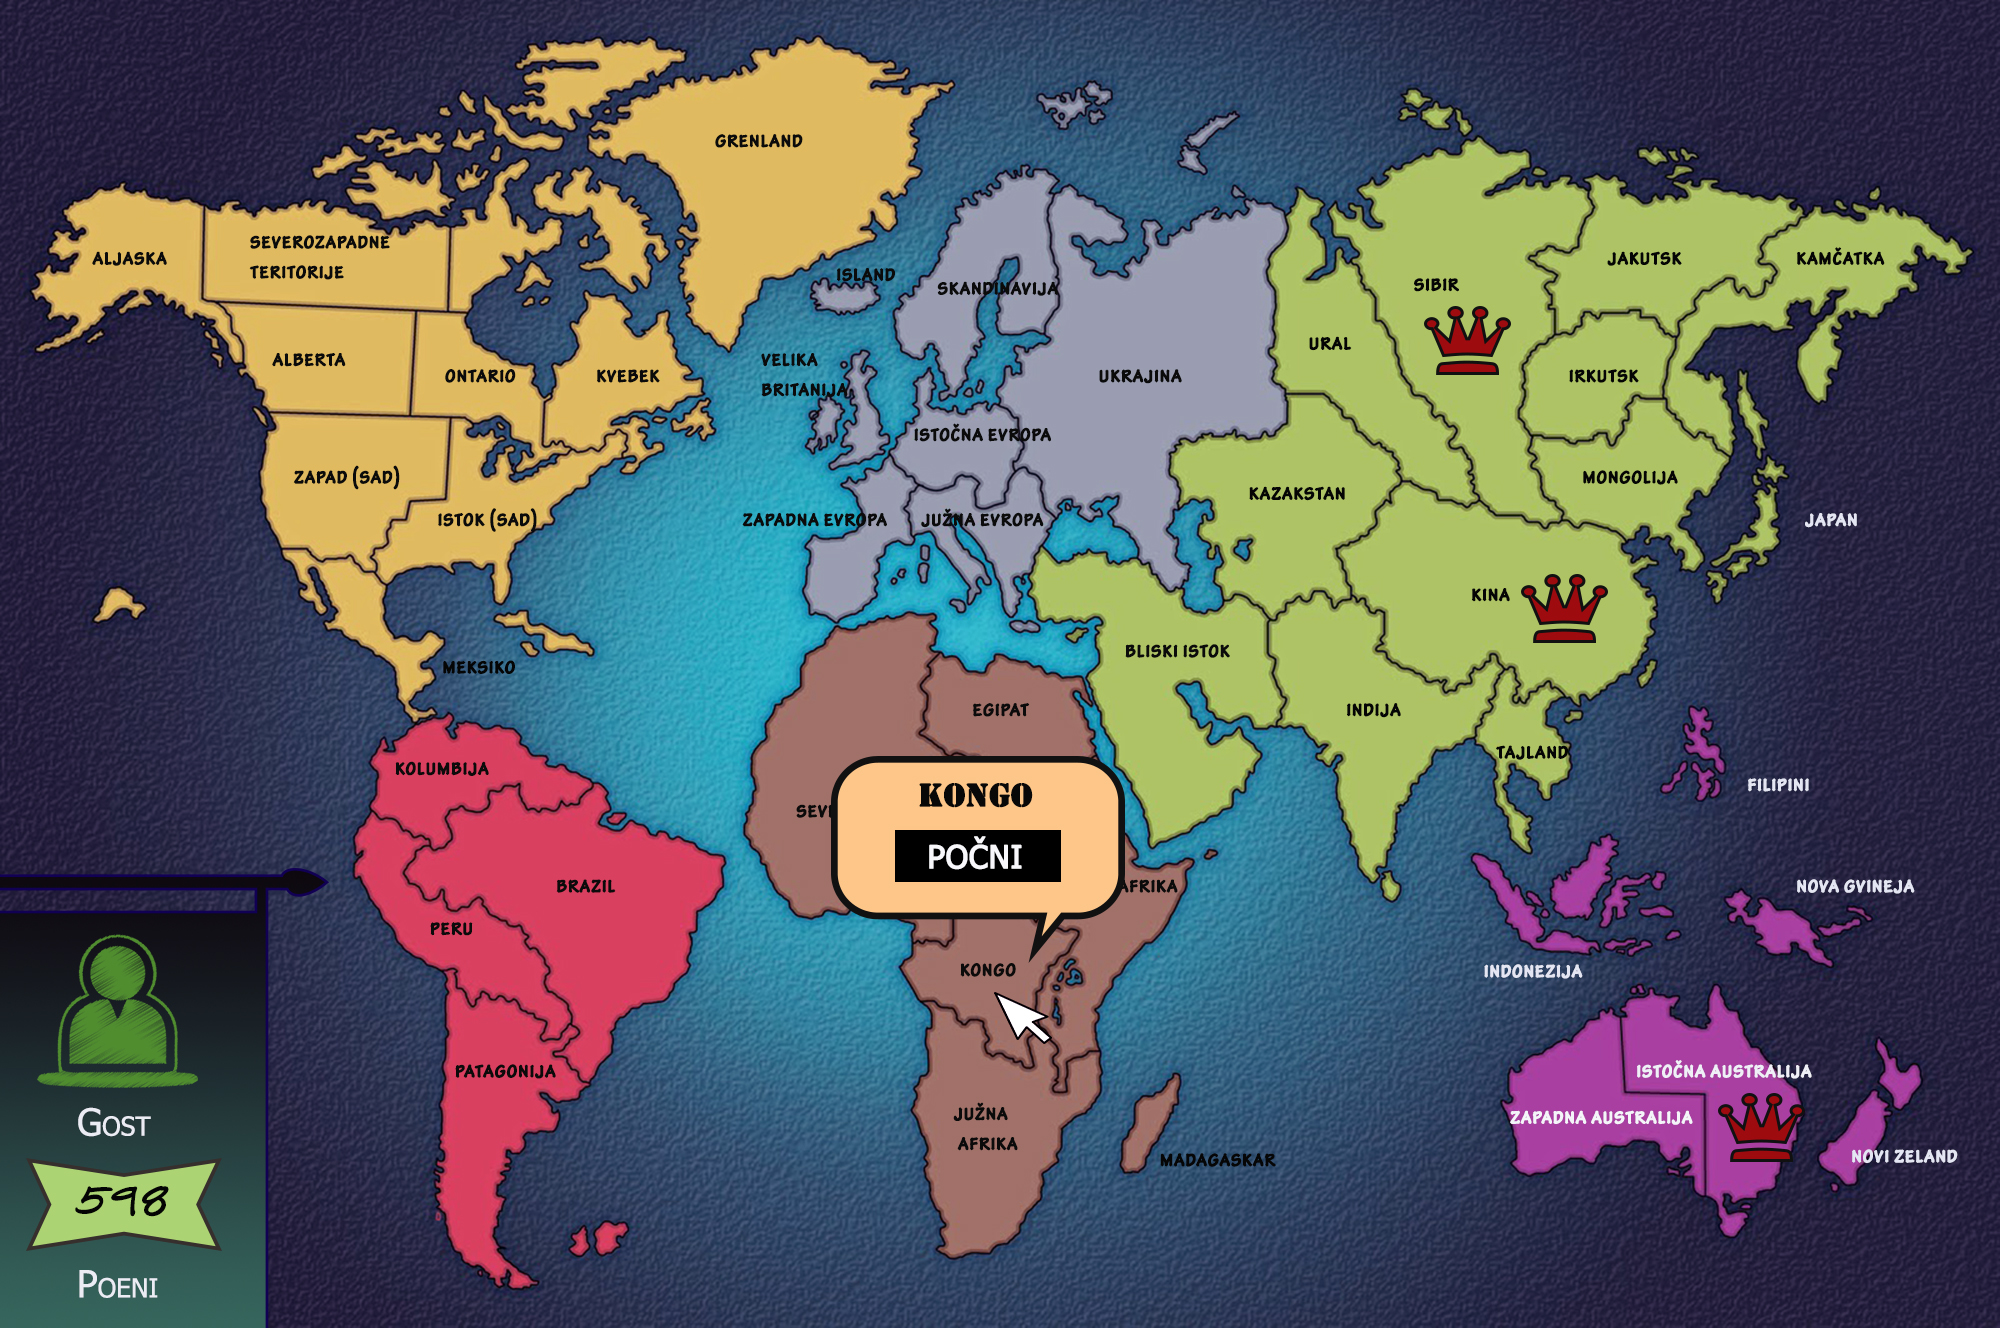 GRENLAND
SEVEROZAPADNE
TERITORIJE
ALJASKA
ISLAND
SKANDINAVIJA
SIBIR
JAKUTSK
KAMČATKA
ALBERTA
ONTARIO
KVEBEK
VELIKA
BRITANIJA
UKRAJINA
URAL
IRKUTSK
ISTOČNA EVROPA
ZAPAD (SAD)
ISTOK (SAD)
ZAPADNA EVROPA
JUŽNA EVROPA
KAZAKSTAN
MONGOLIJA
JAPAN
KINA
MEKSIKO
BLISKI ISTOK
EGIPAT
INDIJA
TAJLAND
KOLUMBIJA
FILIPINI
KONGO
POČNI
AFRIKA
BRAZIL
PERU
KONGO
NOVA GVINEJA
INDONEZIJA
PATAGONIJA
ISTOČNA AUSTRALIJA
ZAPADNA AUSTRALIJA
JUŽNA
AFRIKA
MADAGASKAR
NOVI ZELAND
GOST
598
POENI